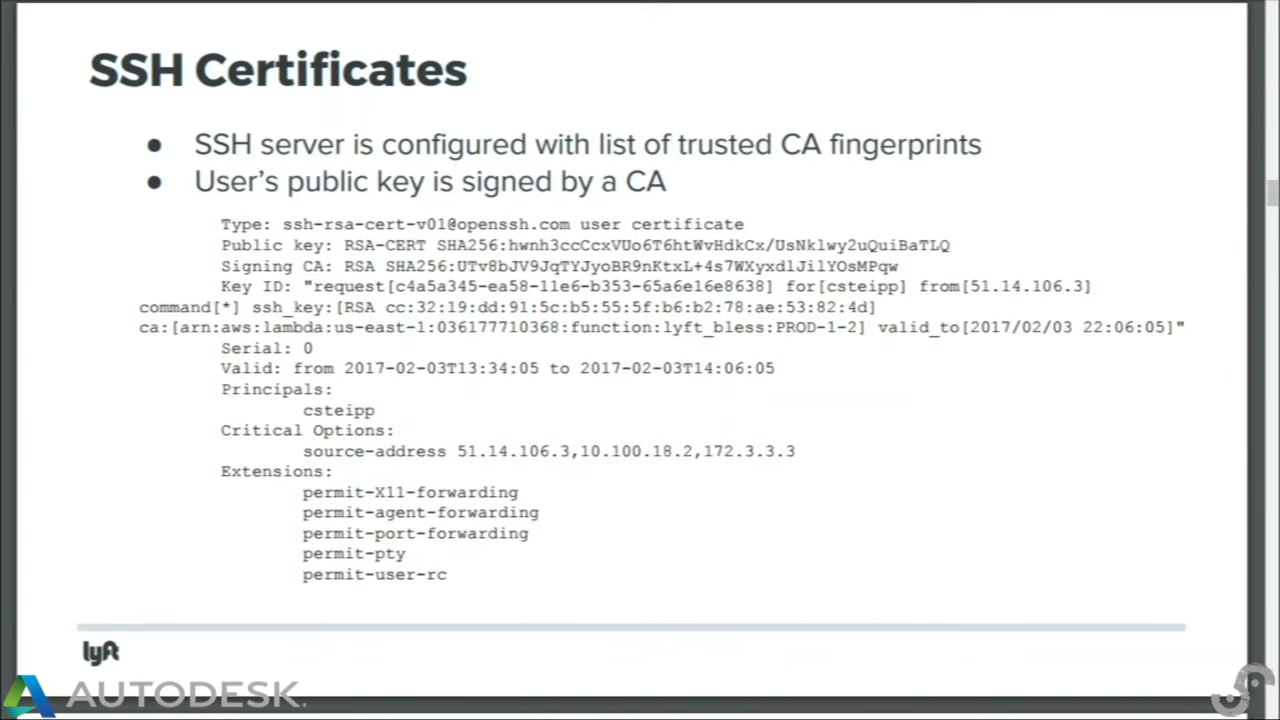 SSH Certificates
● SSH server is configured with list of trusted CA fingerprints
● User's public key is signed by a CA
Type: ssh-rsa-cert-v01@openssh.com user certificate
Public key: RSA-CERT SHA256:hwnh3ccCcxVUo6T6htWvHdkCx/UsNklwy2uQuiBaTLQ
Signing CA: RSA SHA256:UTv8bJV9JqTYJyoBR9nKtxL+4s7WXyxdlJilYOsMPqw
Key ID: "request[c4a5a345-ea58-11e6-b353-65a6e16e8638] for[csteipp] from[51.14.106.3]
command[*] ssh_key:[RSA cc:32:19:dd:91:5c:b5:55:5f:b6:b2:78:ae:53:82:4d]
ca:[arn:aws:lambda:us-east-1:036177710368:function:lyft_bless:PROD-1-2] valid_to[2017/02/03 22:06:05]"
Serial: 0
Valid: from 2017-02-03T13:34:05 to 2017-02-03T14:06:05
Principals:
csteipp
Critical Options:
source-address 51.14.106.3,10.100.18.2,172.3.3.3
Extensions:
permit-X11-forwarding
permit-agent-forwarding
permit-port-forwarding
permit-pty
permit-user-rc
lyft
AUTODESK.